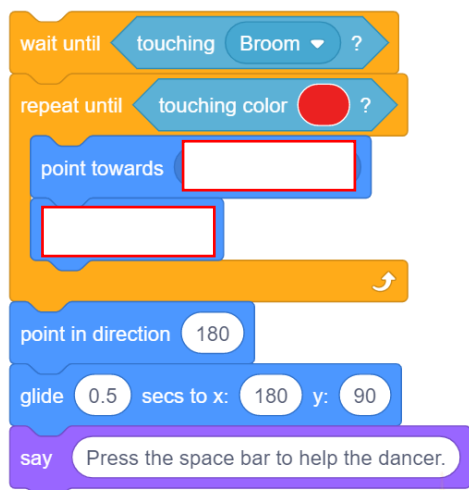 wait until touching Broom ?
repeat until touching color ?
point towards
point in direction 180
glide 0.5 secs to x: 180 y: 90
say Press the space bar to help the dancer.